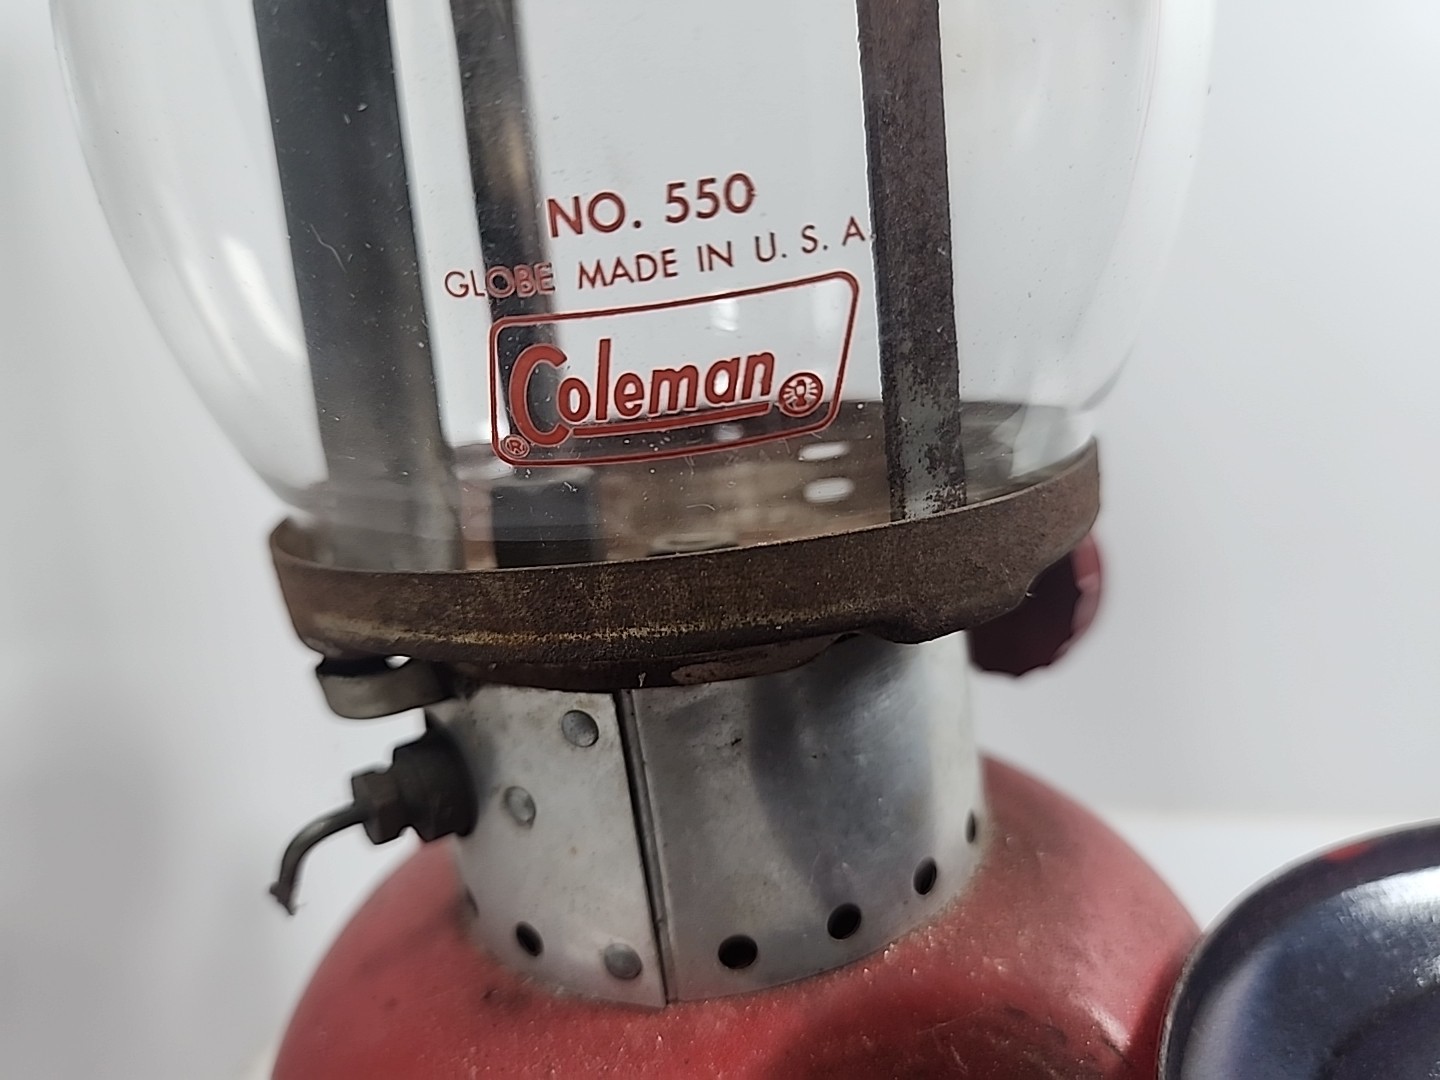 NO. 550
GLOBE MADE IN U. S. A
Coleman
®